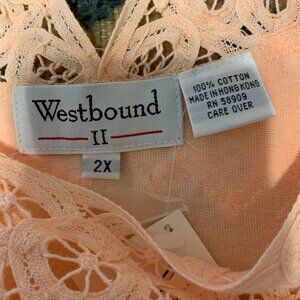 Westbound
II
2X
100% COTTON
MADE IN HONG KONG
RN 58909
CARE OVER